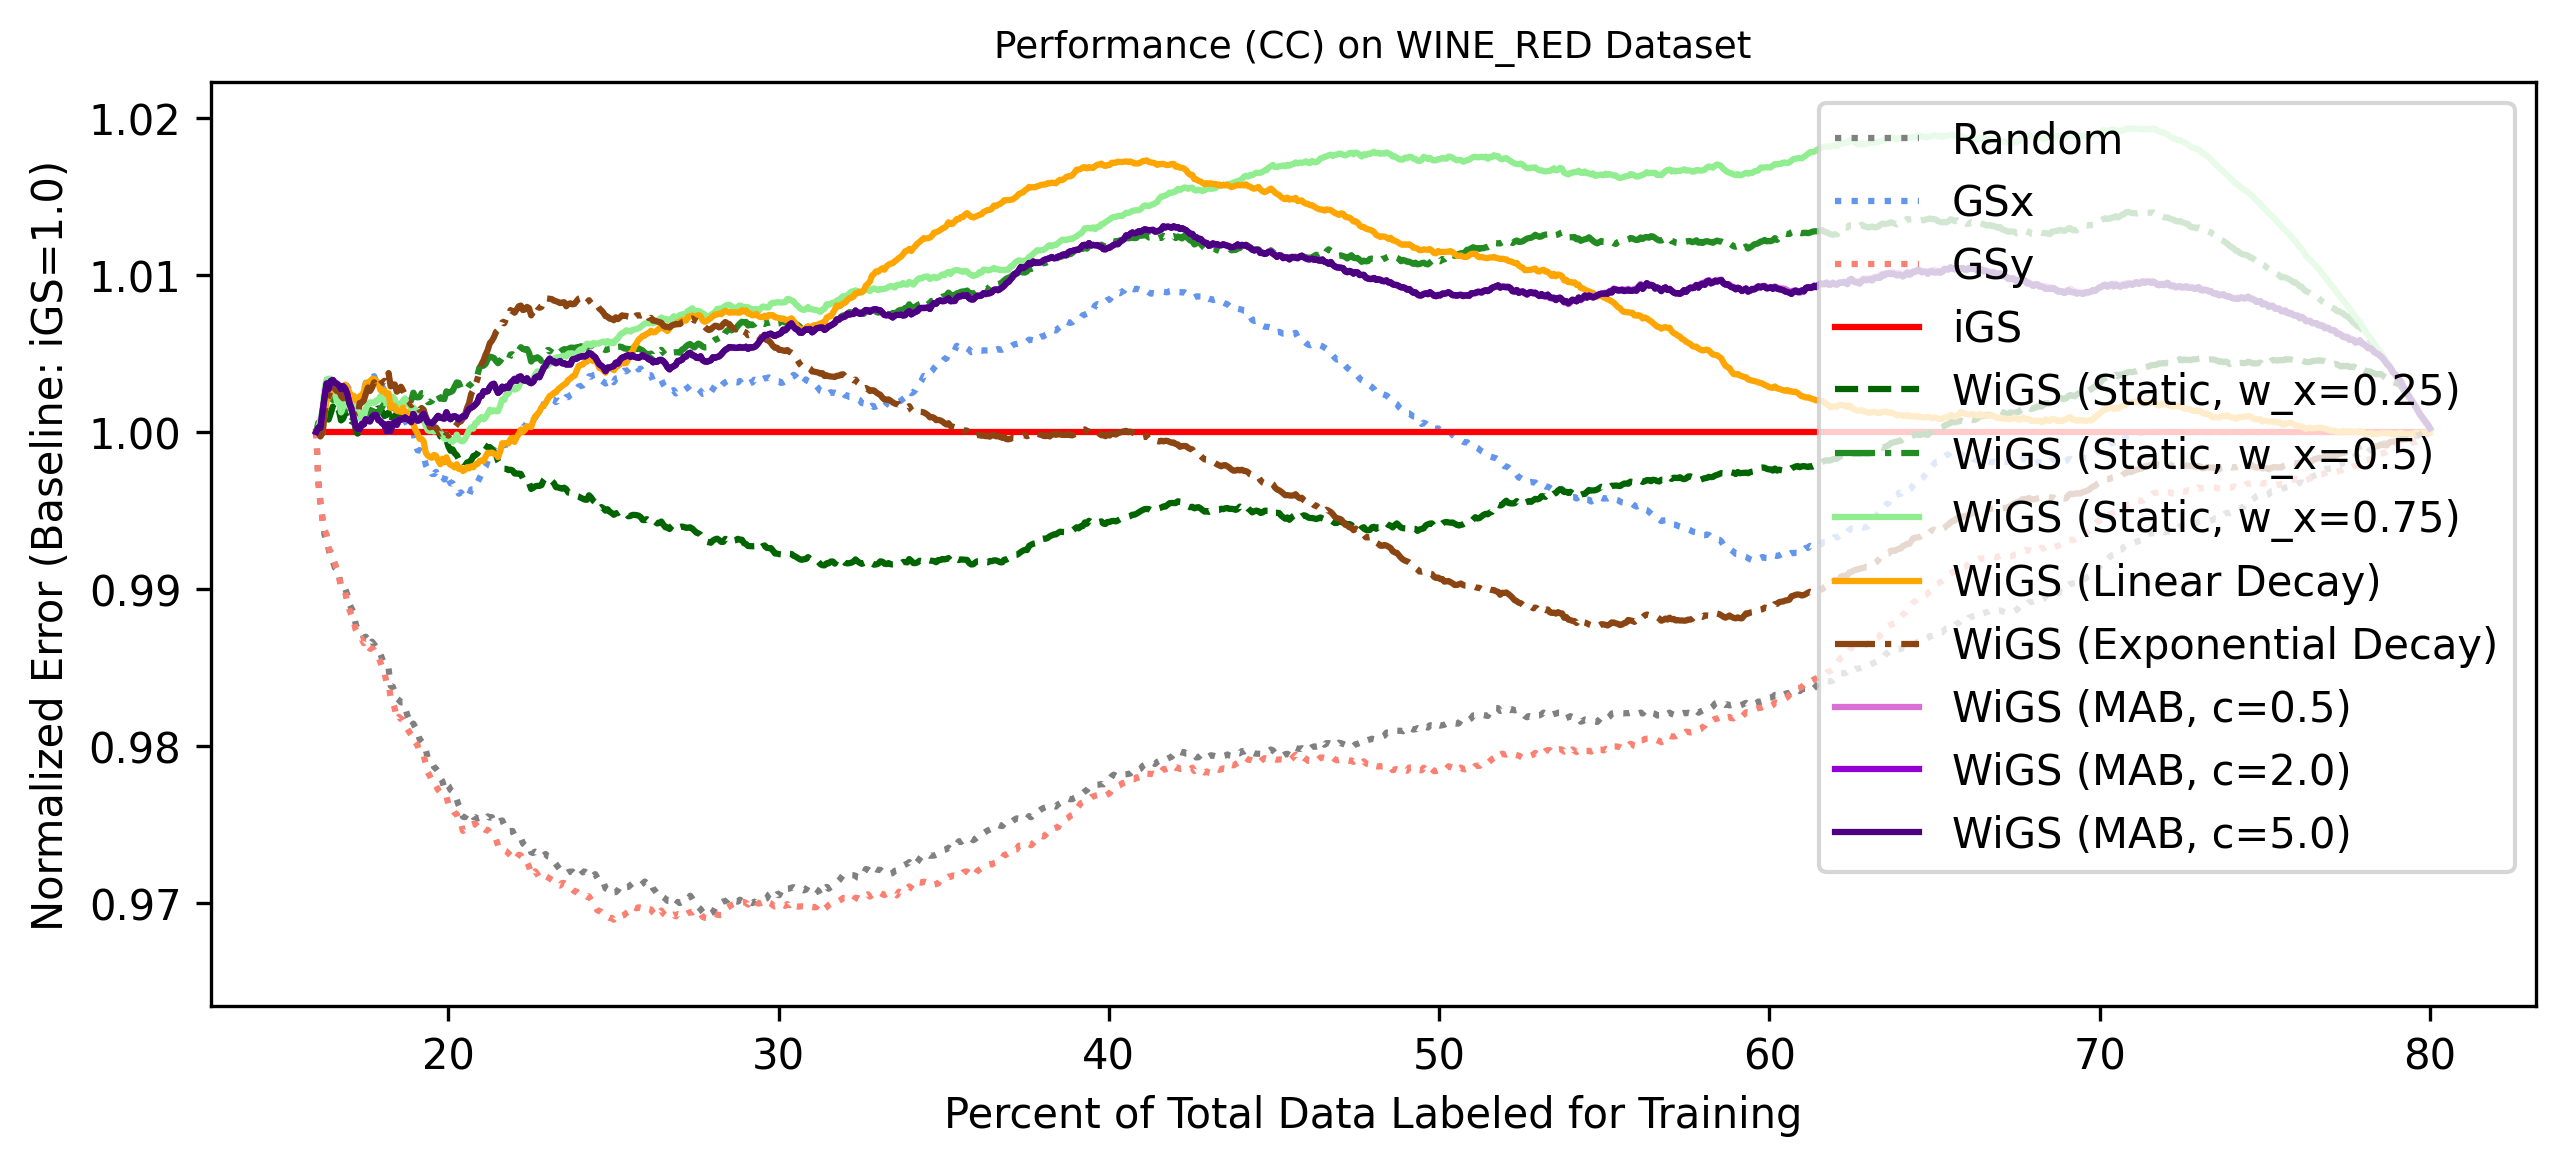 Performance (CC) on WINE_RED Dataset
Normalized Error (Baseline: iGS=1.0)
1.02
1.01
1.00
0.99
0.98
0.97
20
30
40
50
60
70
80
Percent of Total Data Labeled for Training
Random
GSx
GSy
iGS
WiGS (Static, w_x=0.25)
WiGS (Static, w_x=0.5)
WiGS (Static, w_x=0.75)
WiGS (Linear Decay)
WiGS (Exponential Decay)
WiGS (MAB, c=0.5)
WiGS (MAB, c=2.0)
WiGS (MAB, c=5.0)